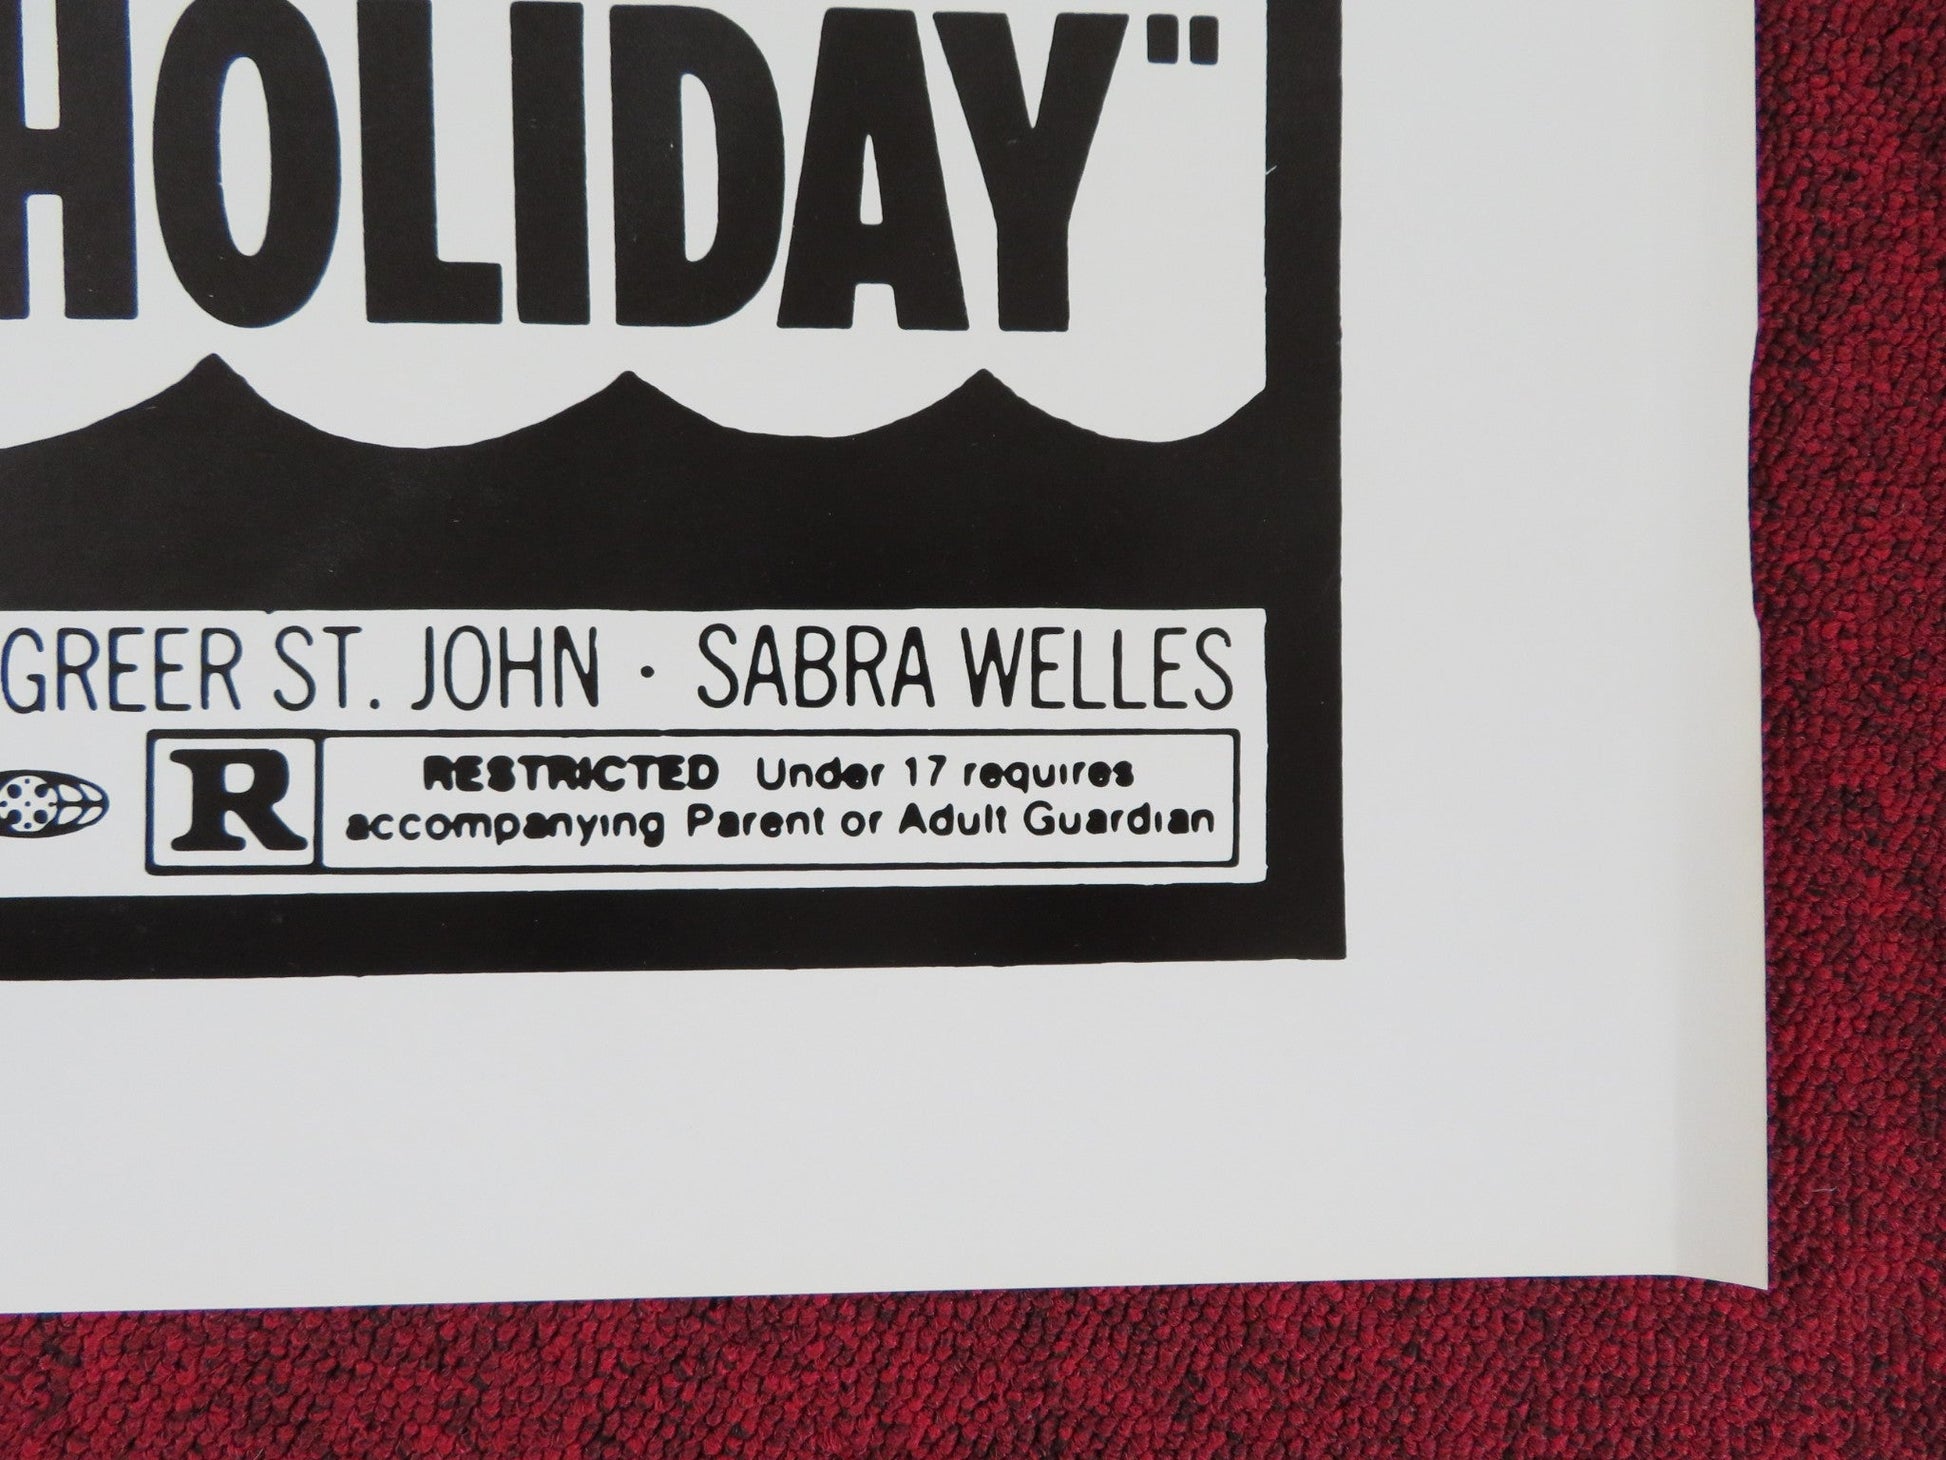 HOLIDAY"
GREER ST. JOHN · SABRA WELLES
R RESTRICTED Under 17 requires
accompanying Parent or Adult Guardian